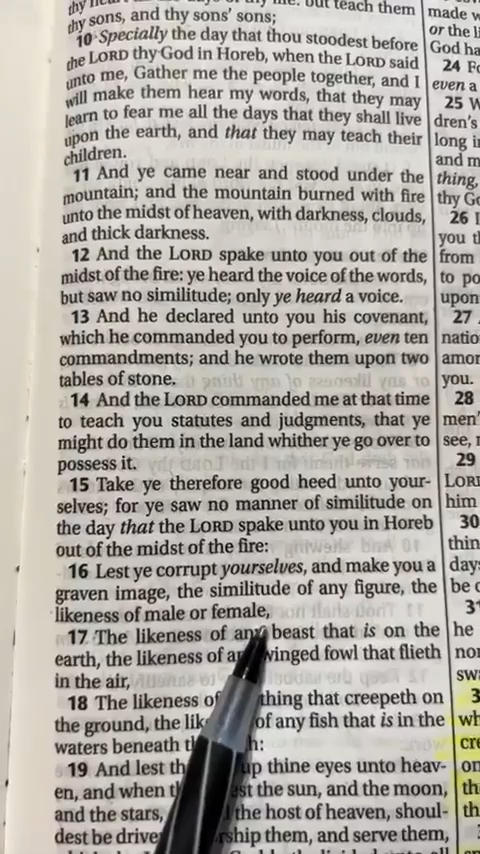 thy sons, and thy sons' sons;
10 Specially the day that thou stoodest before
the LORD thy God in Horeb, when the LORD said
unto me, Gather me the people together, and I
will make them hear my words, that they may
learn to fear me all the days that they shall live
upon the earth, and that they may teach their
children.
11 And ye came near and stood under the
mountain; and the mountain burned with fire
unto the midst of heaven, with darkness, clouds,
and thick darkness.
12 And the LORD spake unto you out of the
midst of the fire: ye heard the voice of the words,
but saw no similitude; only ye heard a voice.
13 And he declared unto you his covenant,
which he commanded you to perform, even ten
commandments; and he wrote them upon two
tables of stone.
14 And the LORD commanded me at that time
to teach you statutes and judgments, that ye
might do them in the land whither ye go over to
possess it.
15 Take ye therefore good heed unto your-
selves; for ye saw no manner of similitude on
the day that the LORD spake unto you in Horeb
out of the midst of the fire:
16 Lest ye corrupt yourselves, and make you a
graven image, the similitude of any figure, the
likeness of male or female,
17 The likeness of any beast that is on the
earth, the likeness of winged fowl that flieth
in the air,
18 The likeness of thing that creepeth on
the ground, the of any fish that is in the
waters beneath
19 And lest up thine eyes unto heav-
en, and when the sun, and the moon,
and the stars, the host of heaven, shoul-
dest be them, and serve them,
made
or the
God
24
even a
25
dren's
long
and
thing,
thy
26
you
from
to
upon
27
amor
you.
28
men'
see,
29
LORD
him
30
thin
days
be
he